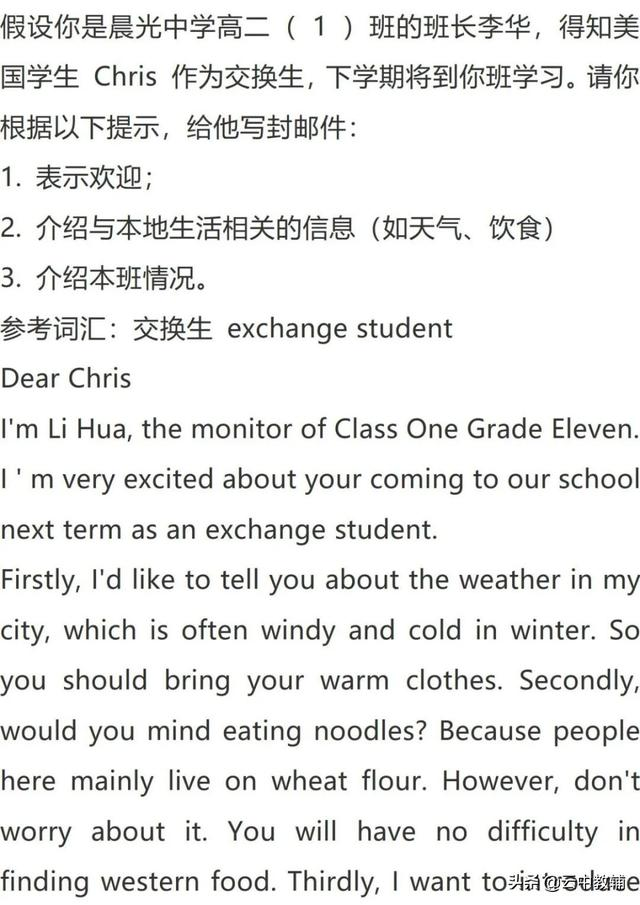 假设你是晨光中学高二（1）班的班长李华，得知美
国学生 Chris 作为交换生，下学期将到你班学习。请你
根据以下提示，给他写封邮件：
1. 表示欢迎；
2. 介绍与本地生活相关的信息（如天气、饮食）
3. 介绍本班情况。
参考词汇：交换生 exchange student
Dear Chris
I'm Li Hua, the monitor of Class One Grade Eleven.
I ' m very excited about your coming to our school
next term as an exchange student.
Firstly, I'd like to tell you about the weather in my
city, which is often windy and cold in winter. So
you should bring your warm clothes. Secondly,
would you mind eating noodles? Because people
here mainly live on wheat flour. However, don't
worry about it. You will have no difficulty in
finding western food. Thirdly, I want to
头条 @云中教辅